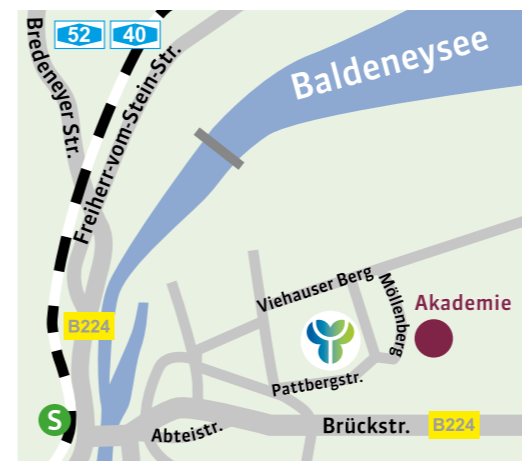 52 40
Baldeneysee
Bredeneyer Str.
Freiherr-vom-Stein-Str.
Viehauser Berg
Möllenberg
Akademie
B224
Pattbergstr.
S
Abteistr.
Brückstr.
B224